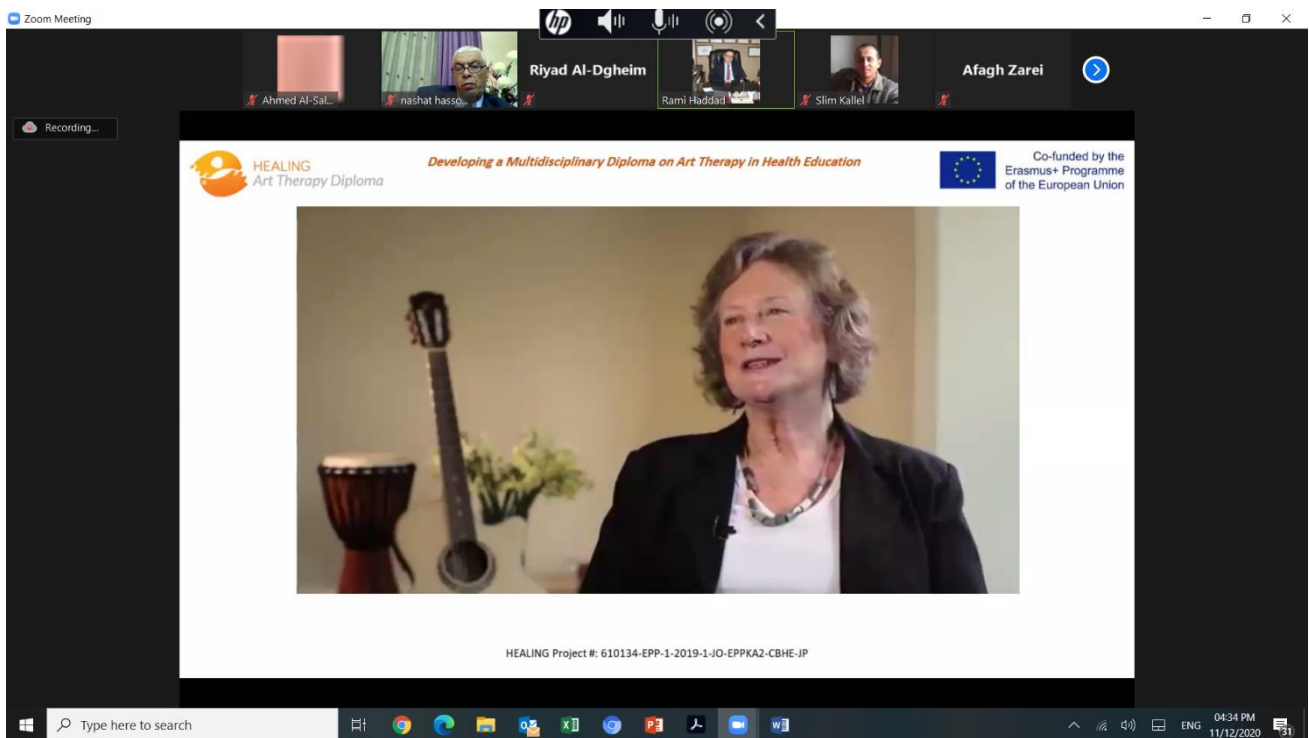 Zoom Meeting
hp
Ahmed Al-Sal...
nashat hasso...
Riyad Al-Dgheim
Rami Haddad
Slim Kallel
Afagh Zarei
Recording...
HEALING
Art Therapy Diploma
Developing a Multidisciplinary Diploma on Art Therapy in Health Education
Co-funded by the
Erasmus+ Programme
of the European Union
HEALING Project #: 610134-EPP-1-2019-1-JO-EPPKA2-CBHE-JP
Type here to search
ENG
04:34 PM
11/12/2020
31